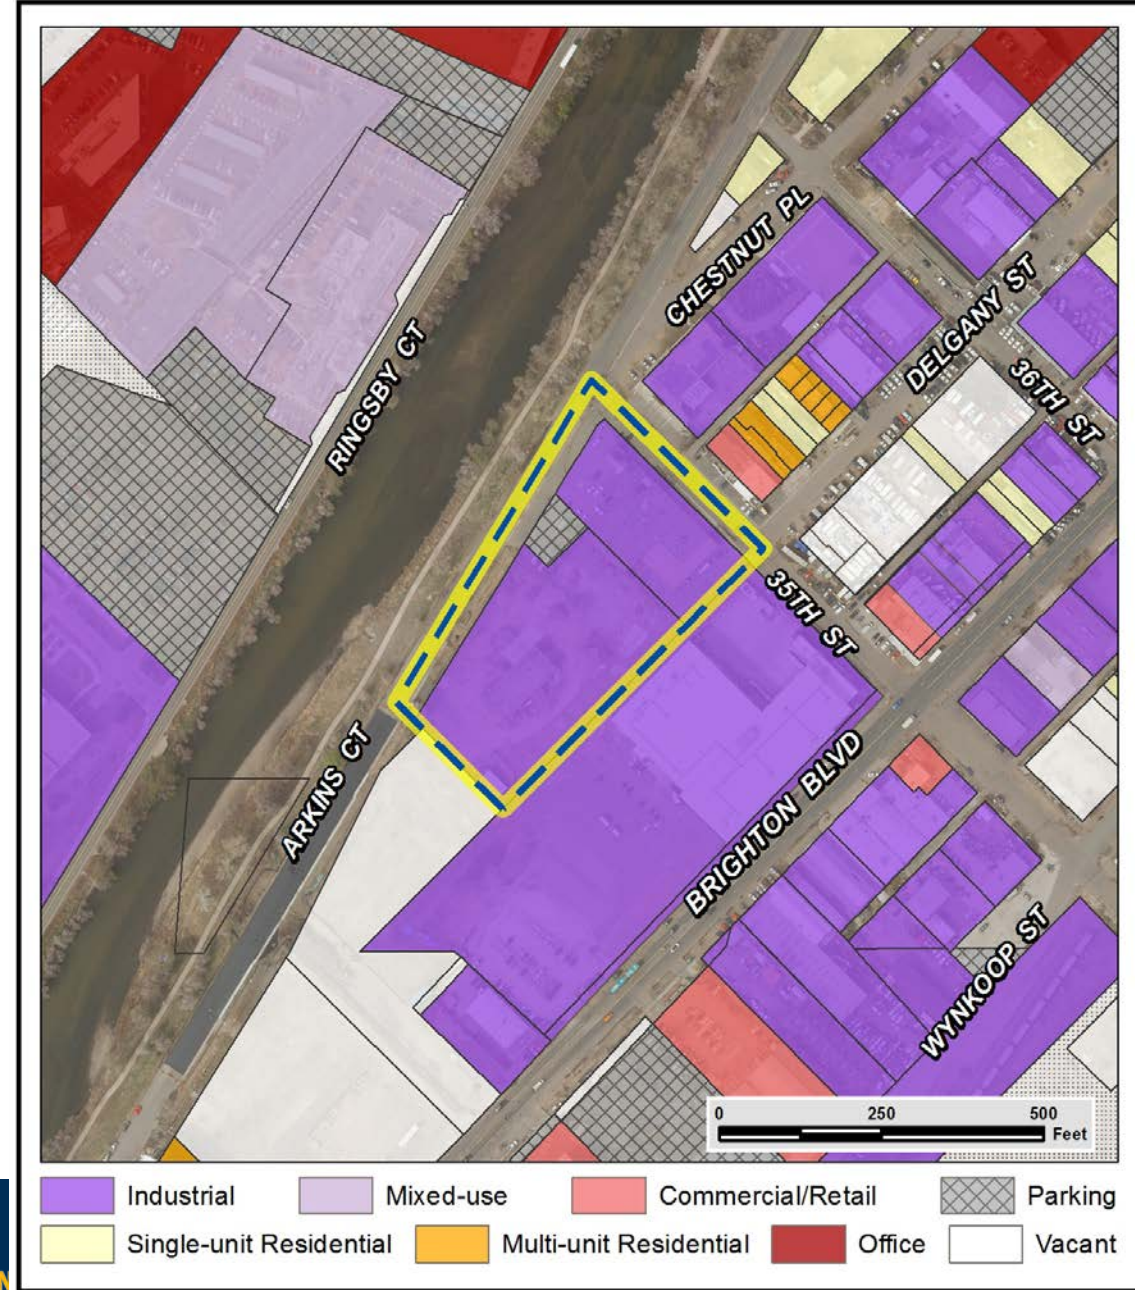 CHESTNUT PL
DELGANY ST
36TH ST
RINGSBY CT
35TH ST
ARKINS CT
BRIGHTON BLVD
WYNKOOP ST
0 250 500
Feet
Industrial Mixed-use Commercial/Retail Parking
Single-unit Residential Multi-unit Residential Office Vacant
N